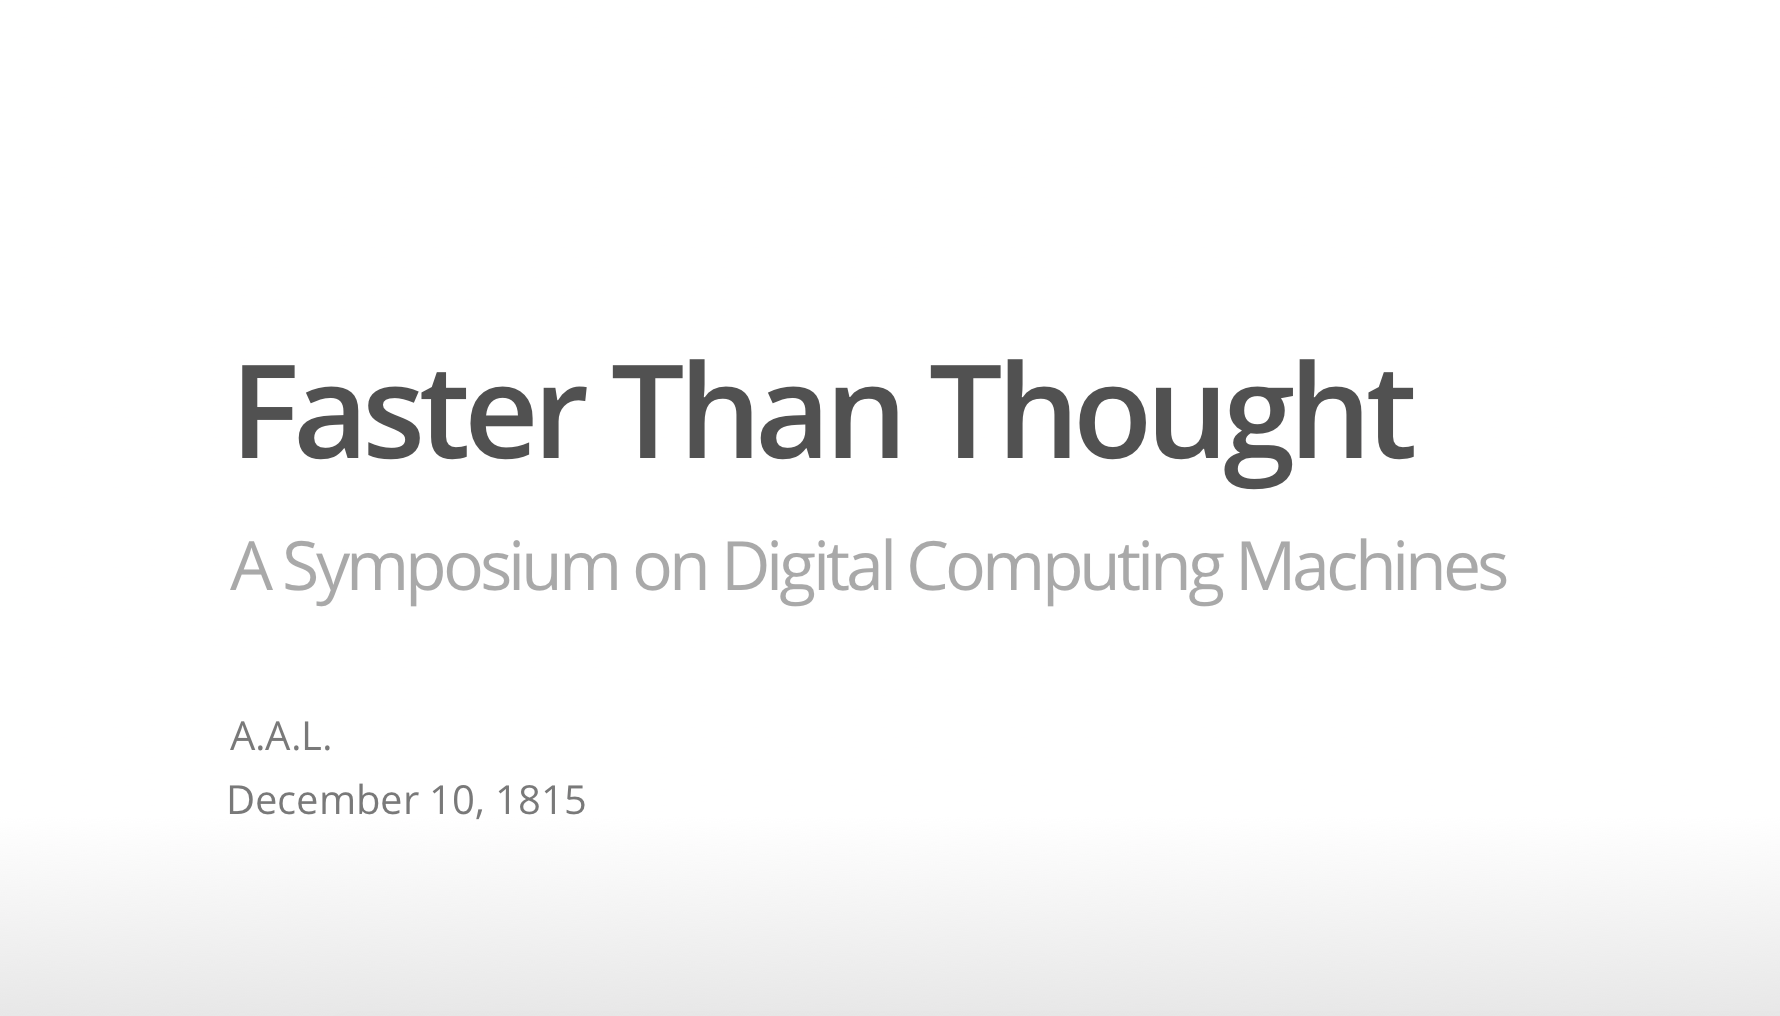 Faster Than Thought
A Symposium on Digital Computing Machines
A.A.L.
December 10, 1815